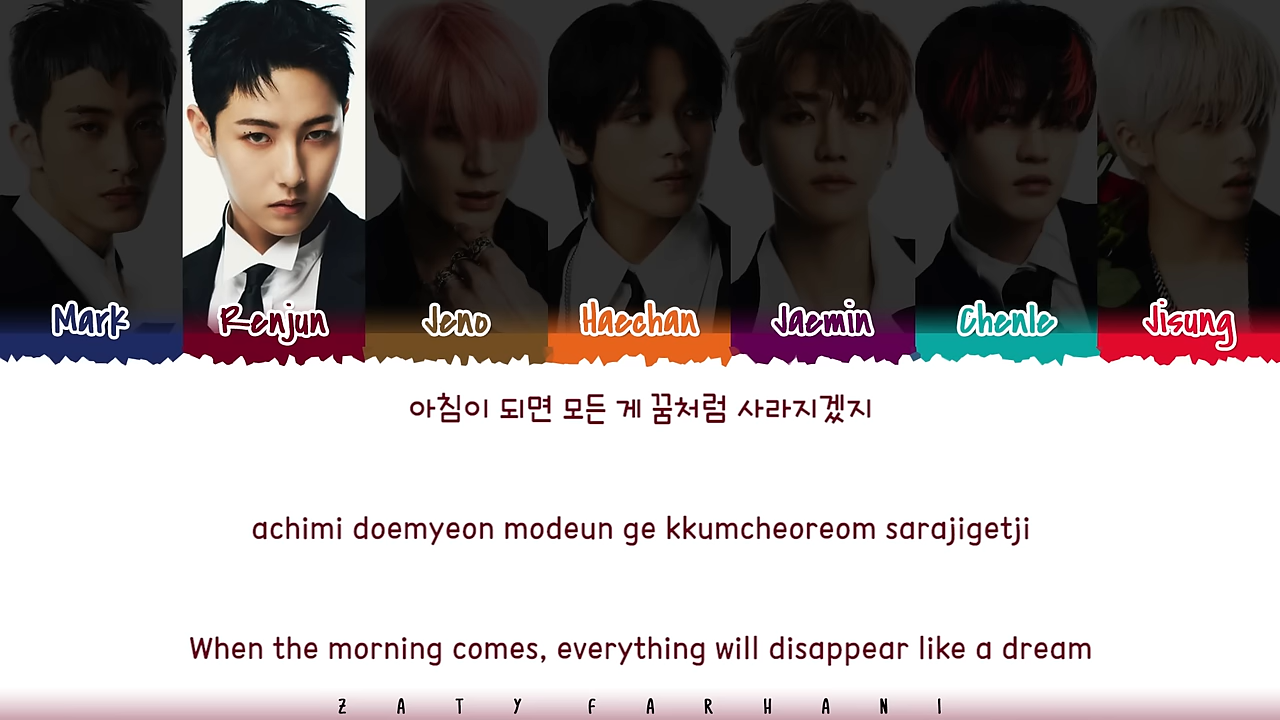 Mark Renjun Jeno Haechan Jaemin Chenle Jisung
아침이 되면 모든 게 꿈처럼 사라지겠지
achimi doemyeon modeun ge kkumcheoreom sarajigetji
When the morning comes, everything will disappear like a dream
ZATY FARHANI